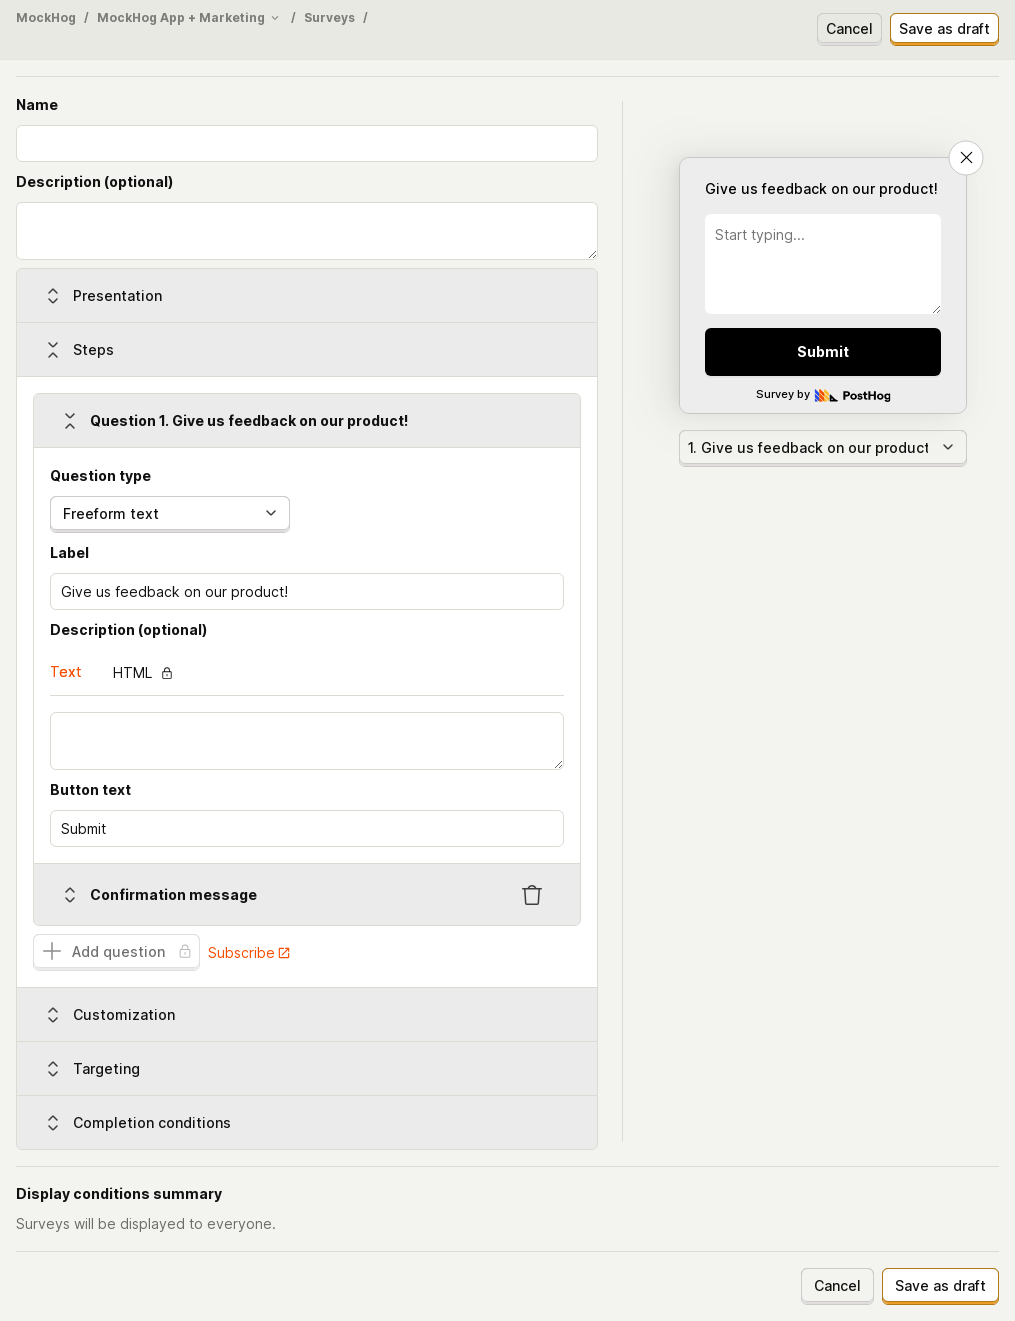 MockHog / MockHog App + Marketing / Surveys /
Cancel
Save as draft
Name
Description (optional)
Presentation
Steps
Question 1. Give us feedback on our product!
Question type
Freeform text
Label
Give us feedback on our product!
Description (optional)
Text
HTML
Button text
Submit
Confirmation message
Add question
Subscribe
Customization
Targeting
Completion conditions
Give us feedback on our product!
Start typing...
Submit
Survey by PostHog
1. Give us feedback on our product
Display conditions summary
Surveys will be displayed to everyone.
Cancel
Save as draft